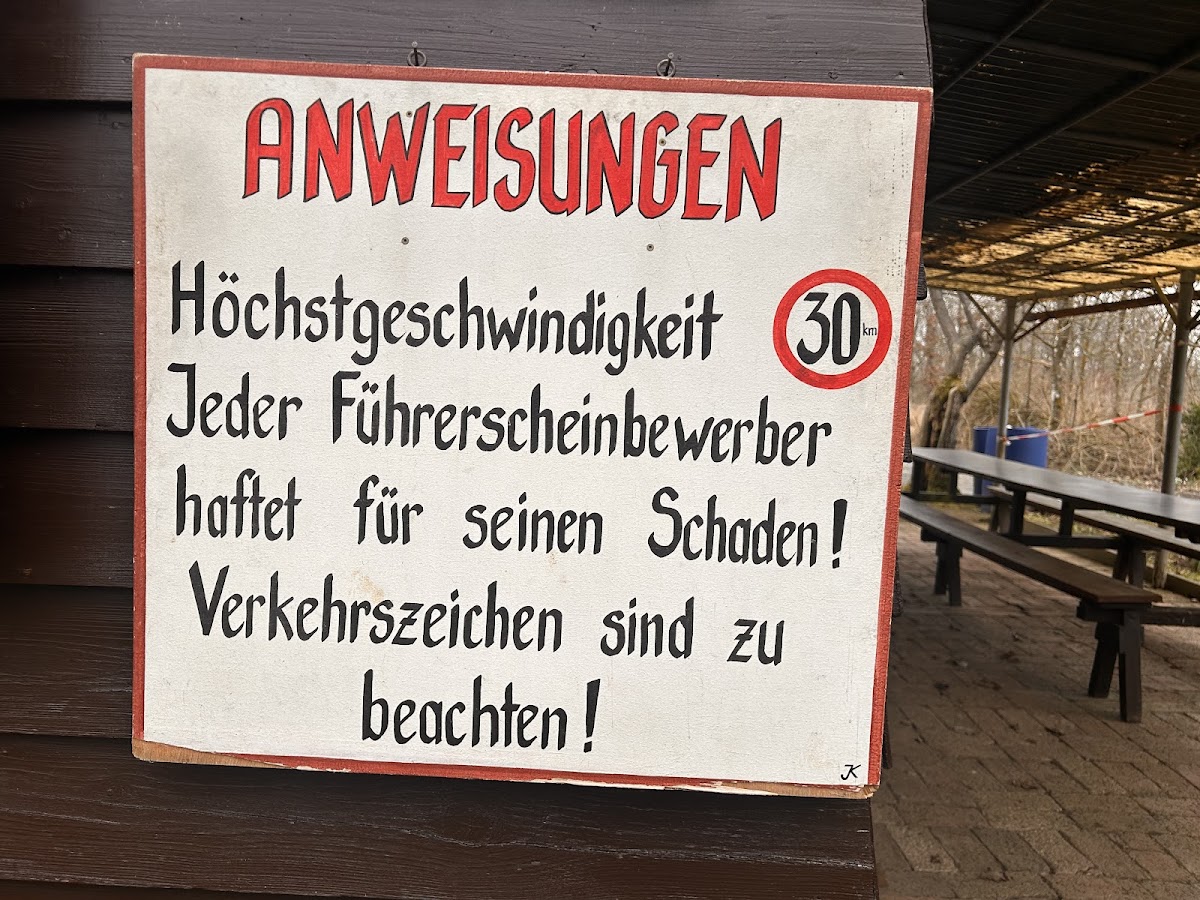 ANWEISUNGEN
Höchstgeschwindigkeit 30 km
Jeder Führerscheinbewerber
haftet für seinen Schaden!
Verkehrszeichen sind zu
beachten!
JK